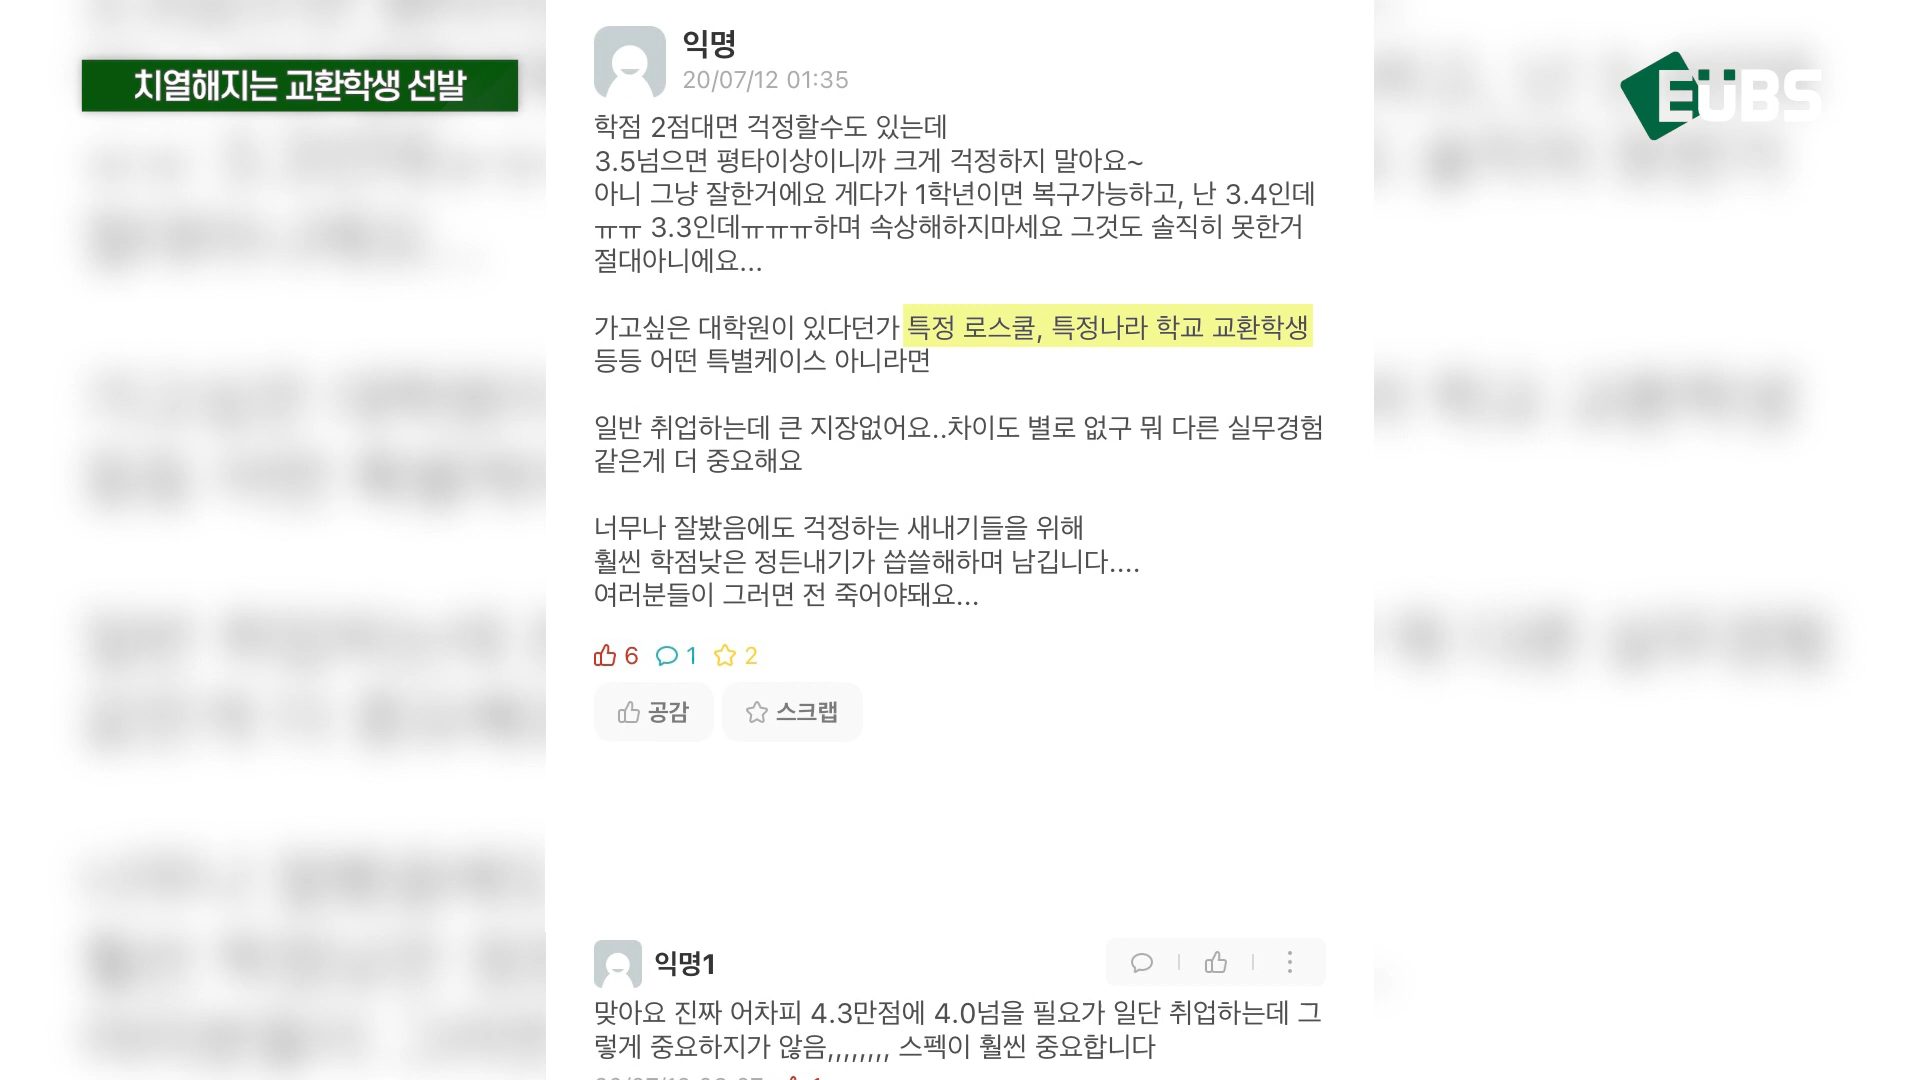 치열해지는 교환학생 선발
EUBS
익명
20/07/12 01:35
학점 2점대면 걱정할수도 있는데
3.5넘으면 평타이상이니까 크게 걱정하지 말아요~
아니 그냥 잘한거에요 게다가 1학년이면 복구가능하고, 난 3.4인데
ㅠㅠ 3.3인데ㅠㅠㅠ하며 속상해하지마세요 그것도 솔직히 못한거
절대아니에요...
가고싶은 대학원이 있다던가 특정 로스쿨, 특정나라 학교 교환학생
등등 어떤 특별케이스 아니라면
일반 취업하는데 큰 지장없어요..차이도 별로 없구 뭐 다른 실무경험
같은게 더 중요해요
너무나 잘봤음에도 걱정하는 새내기들을 위해
훨씬 학점낮은 정든내기가 씁쓸해하며 남깁니다....
여러분들이 그러면 전 죽어야돼요...
6 1 2
공감 스크랩
익명1
맞아요 진짜 어차피 4.3만점에 4.0넘을 필요가 일단 취업하는데 그
렇게 중요하지가 않음,,,,,,,, 스펙이 훨씬 중요합니다